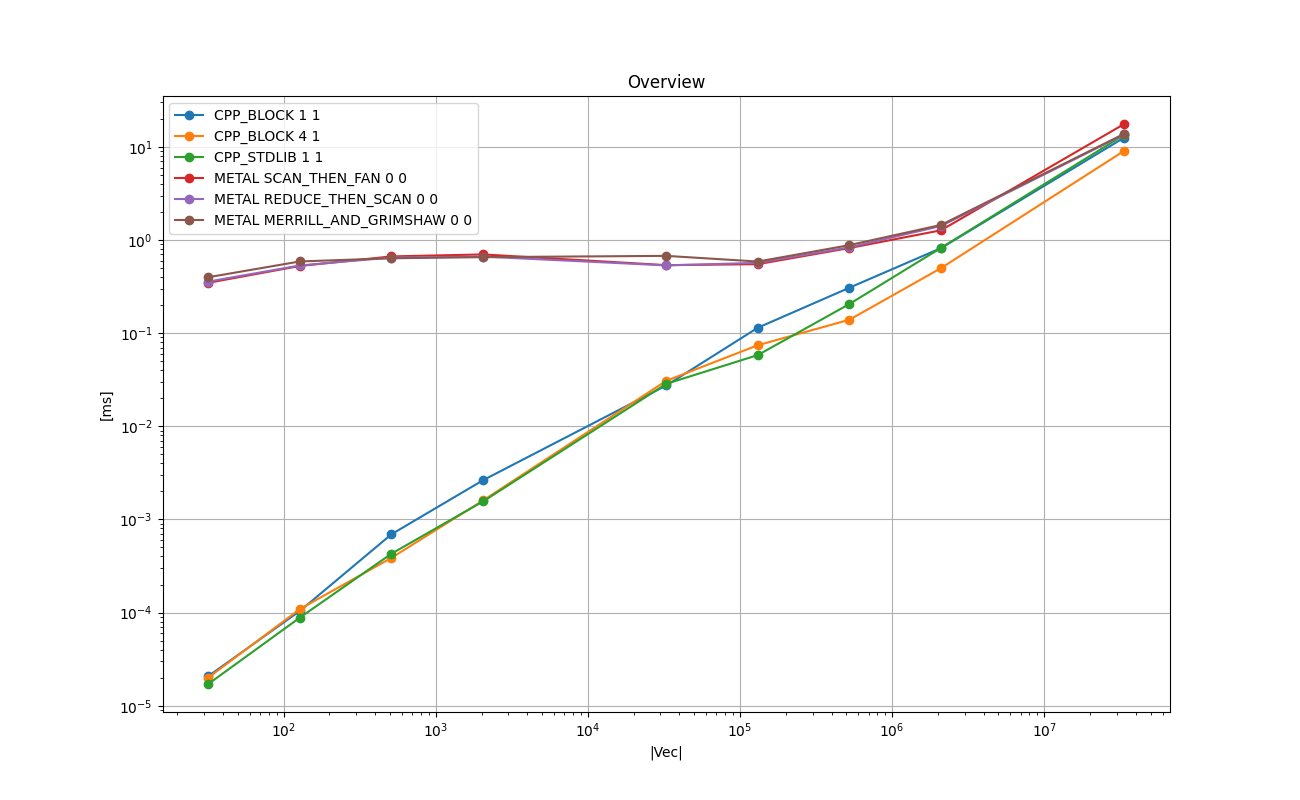 Overview
CPP_BLOCK 1 1
CPP_BLOCK 4 1
CPP_STDLIB 1 1
METAL SCAN_THEN_FAN 0 0
METAL REDUCE_THEN_SCAN 0 0
METAL MERRILL_AND_GRIMSHAW 0 0
10¹
10⁰
10⁻¹
10⁻²
10⁻³
10⁻⁴
10⁻⁵
[ms]
10² 10³ 10⁴ 10⁵ 10⁶ 10⁷
|Vec|